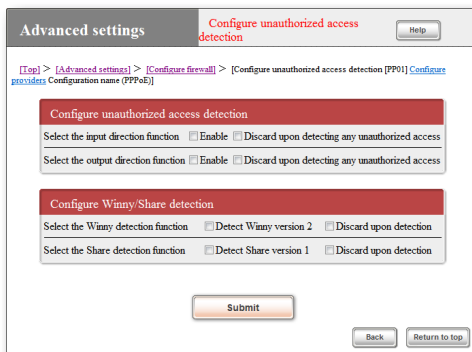 Advanced settings
Configure unauthorized access
detection
Help
[Top] > [Advanced settings] > [Configure firewall] > [Configure unauthorized access detection [PP01] Configure
providers Configuration name (PPPoE)]
Configure unauthorized access detection
Select the input direction function Enable Discard upon detecting any unauthorized access
Select the output direction function Enable Discard upon detecting any unauthorized access
Configure Winny/Share detection
Select the Winny detection function Detect Winny version 2 Discard upon detection
Select the Share detection function Detect Share version 1 Discard upon detection
Submit
Back Return to top